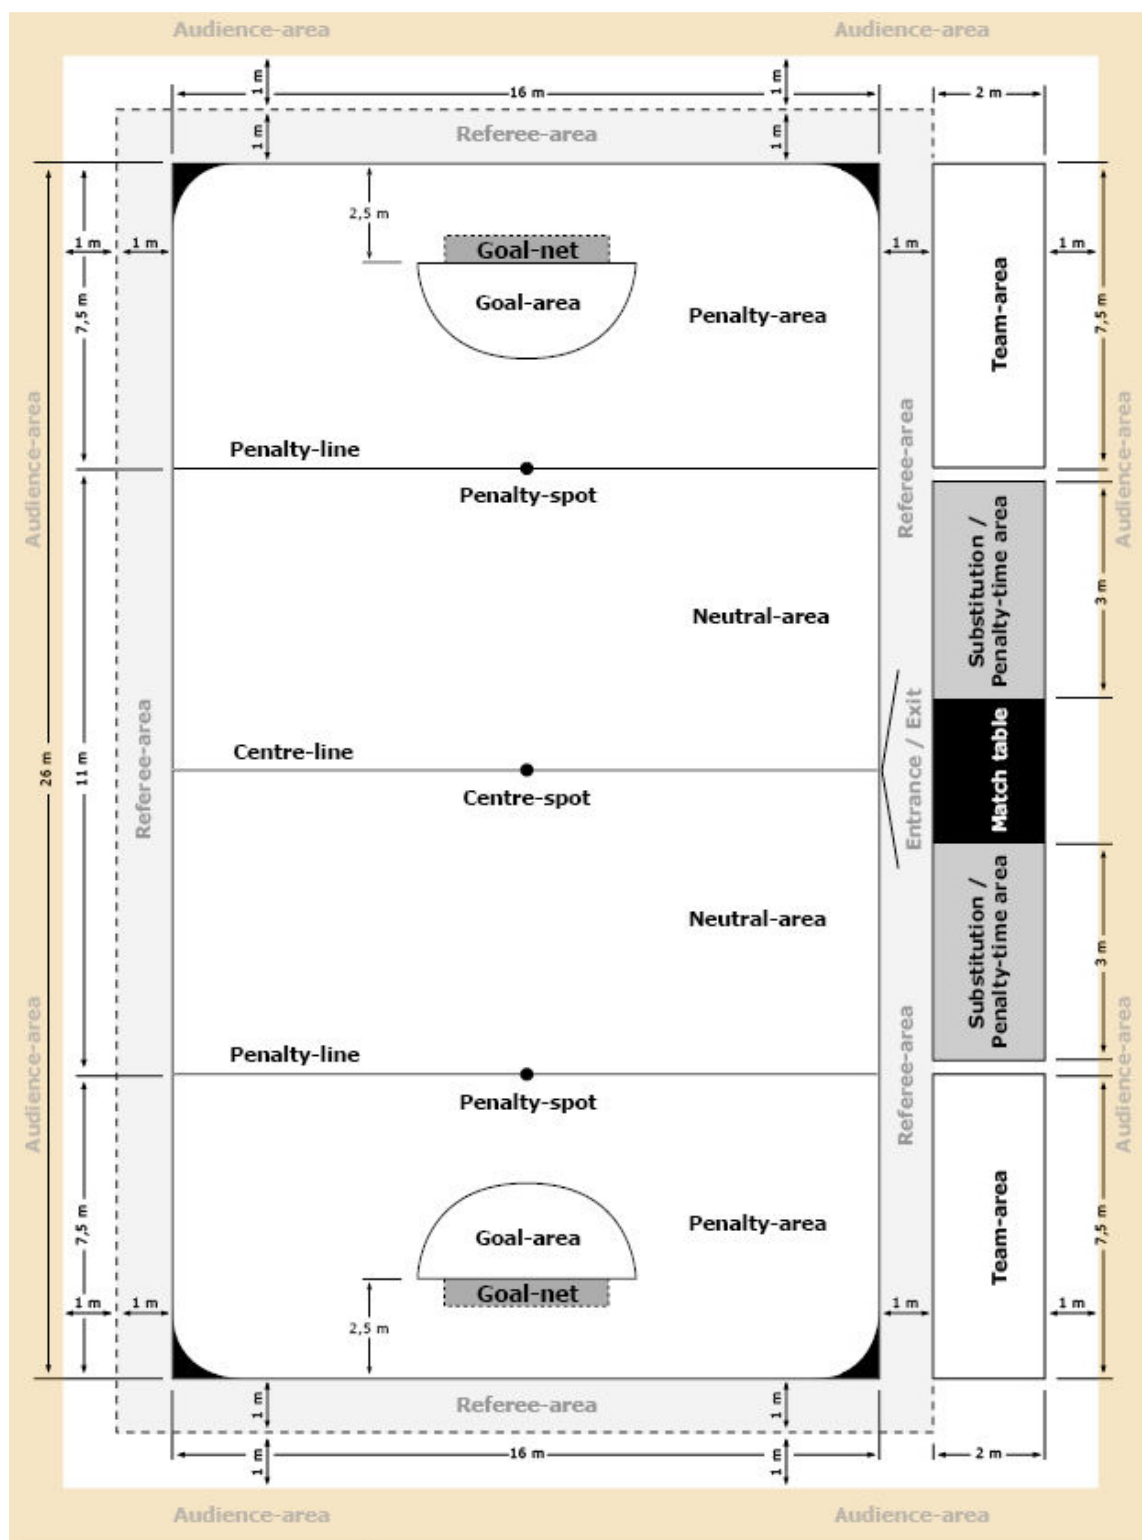 Audience-area
Audience-area
1 m
1 m
16 m
2 m
1 m
1 m
Referee-area
2,5 m
1 m
1 m
1 m
1 m
Goal-net
Goal-area
Penalty-area
Team-area
7,5 m
7,5 m
Audience-area
Referee-area
Audience-area
Penalty-line
Penalty-spot
Substitution /
Penalty-time area
3 m
Neutral-area
Entrance / Exit
Match table
Referee-area
26 m
11 m
Centre-line
Centre-spot
Neutral-area
Substitution /
Penalty-time area
3 m
Audience-area
Referee-area
Audience-area
Penalty-line
Penalty-spot
7,5 m
Goal-area
Penalty-area
Team-area
7,5 m
Goal-net
1 m
1 m
1 m
1 m
2,5 m
1 m
1 m
Referee-area
1 m
1 m
16 m
2 m
Audience-area
Audience-area